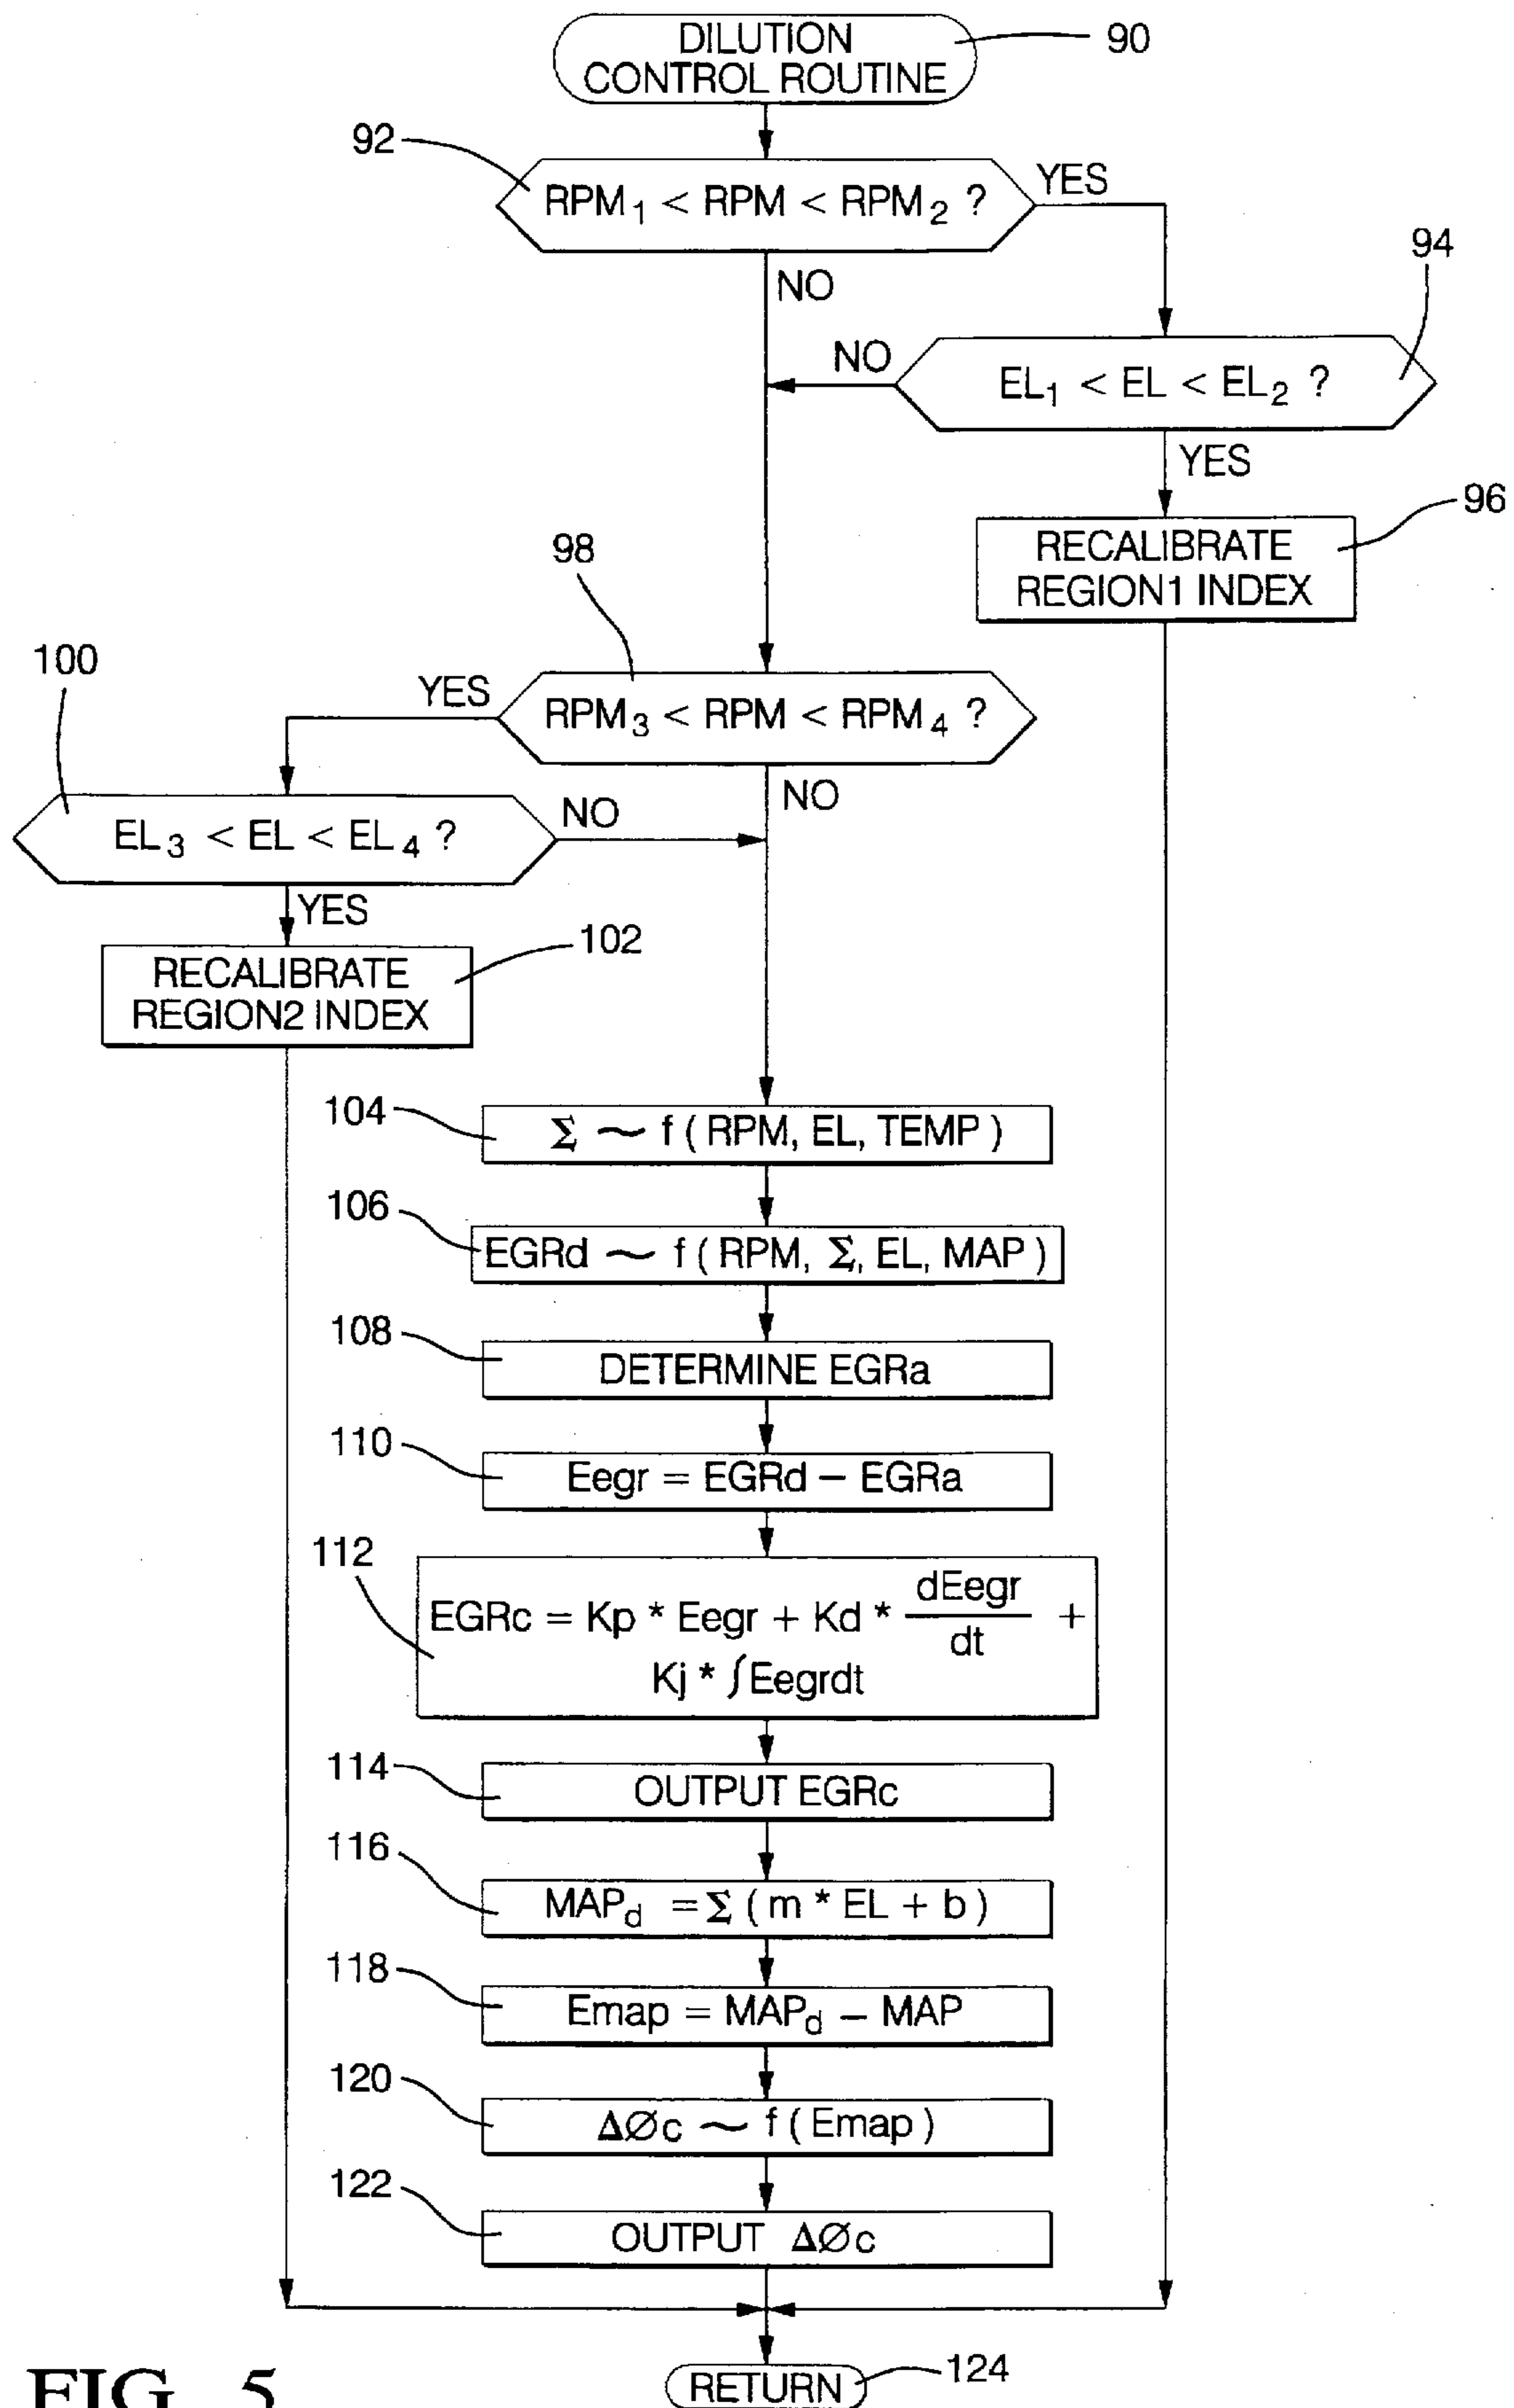 DILUTION
CONTROL ROUTINE
90
92
RPM1 < RPM < RPM2 ?
YES
NO
94
EL1 < EL < EL2 ?
NO
YES
96
RECALIBRATE
REGION1 INDEX
98
RPM3 < RPM < RPM4 ?
YES
NO
100
EL3 < EL < EL4 ?
NO
YES
102
RECALIBRATE
REGION2 INDEX
104
Σ ~ f ( RPM, EL, TEMP )
106
EGRd ~ f ( RPM, Σ, EL, MAP )
108
DETERMINE EGRa
110
Eegr = EGRd – EGRa
112
EGRc = Kp * Eegr + Kd * dEegr/dt +
Kj * ∫Eegrdt
114
OUTPUT EGRc
116
MAPd = Σ ( m * EL + b )
118
Emap = MAPd – MAP
120
ΔØc ~ f ( Emap )
122
OUTPUT ΔØc
RETURN
124
FIG. 5